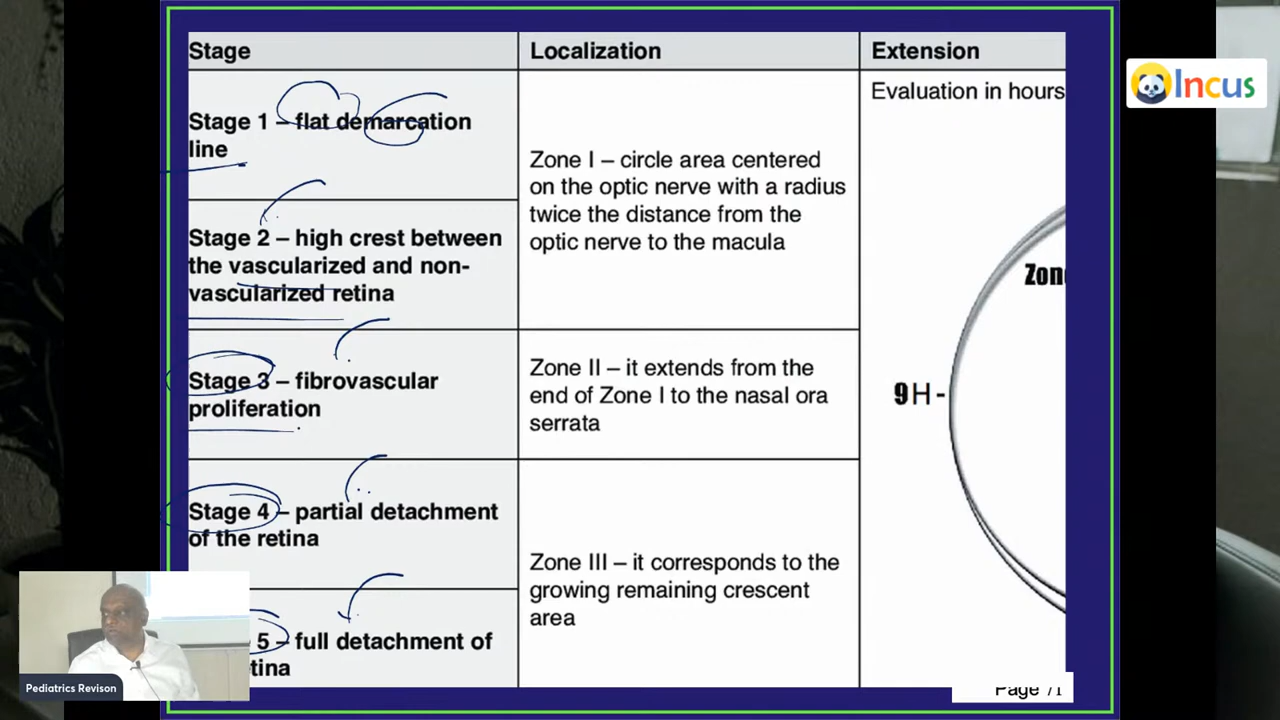 Incus
Stage
Localization
Extension
Stage 1 – flat demarcation
line
Zone I – circle area centered
on the optic nerve with a radius
twice the distance from the
optic nerve to the macula
Evaluation in hours
Stage 2 – high crest between
the vascularized and non-
vascularized retina
Stage 3 – fibrovascular
proliferation
Zone II – it extends from the
end of Zone I to the nasal ora
serrata
Stage 4 – partial detachment
of the retina
Zone III – it corresponds to the
growing remaining crescent
area
5 – full detachment of
9H-
Pediatrics Revison